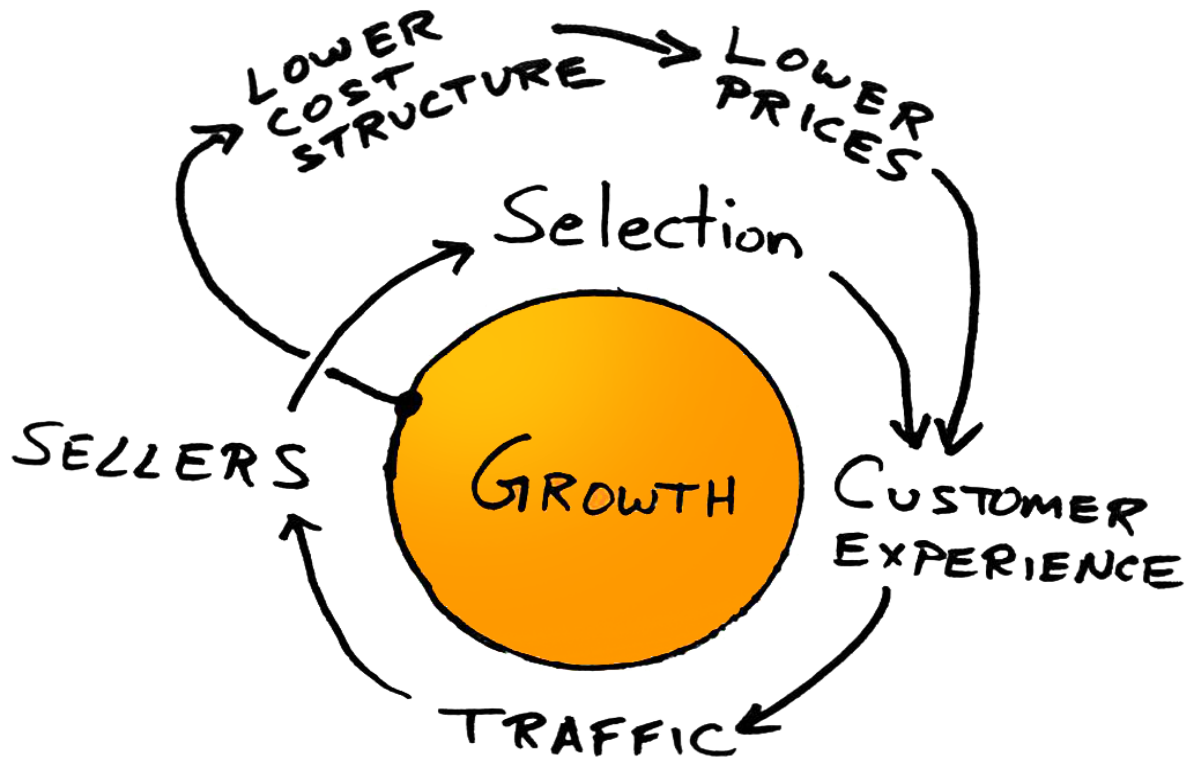 LOWER
COST
STRUCTURE
LOWER
PRICES
Selection
SELLERS
GROWTH
CUSTOMER
EXPERIENCE
TRAFFIC